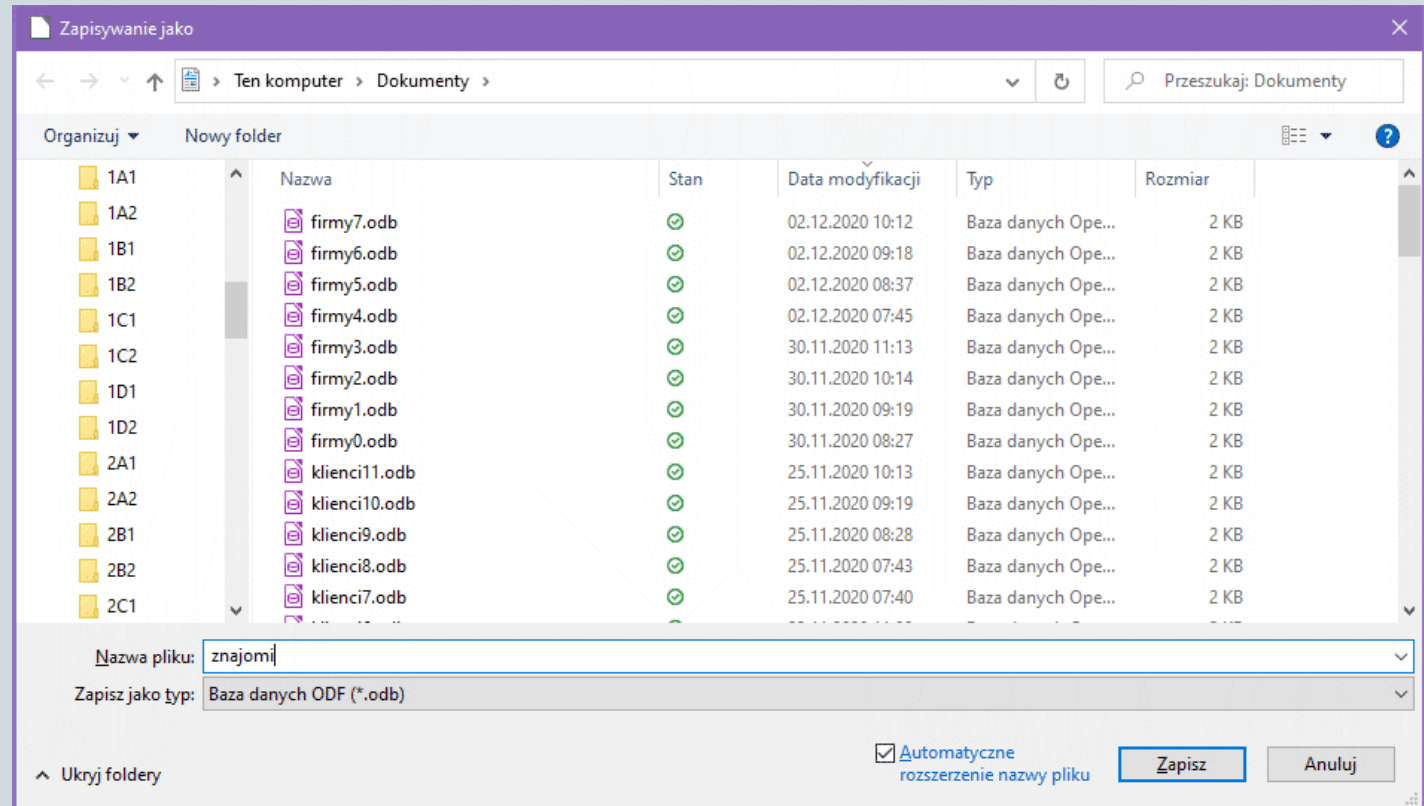 Zapisywanie jako
Ten komputer > Dokumenty >
Przeszukaj: Dokumenty
Organizuj
Nowy folder
?
1A1
1A2
1B1
1B2
1C1
1C2
1D1
1D2
2A1
2A2
2B1
2B2
2C1
Nazwa Stan Data modyfikacji Typ Rozmiar
firmy7.odb 02.12.2020 10:12 Baza danych Ope... 2 KB
firmy6.odb 02.12.2020 09:18 Baza danych Ope... 2 KB
firmy5.odb 02.12.2020 08:37 Baza danych Ope... 2 KB
firmy4.odb 02.12.2020 07:45 Baza danych Ope... 2 KB
firmy3.odb 30.11.2020 11:13 Baza danych Ope... 2 KB
firmy2.odb 30.11.2020 10:14 Baza danych Ope... 2 KB
firmy1.odb 30.11.2020 09:19 Baza danych Ope... 2 KB
firmy0.odb 30.11.2020 08:27 Baza danych Ope... 2 KB
klienci11.odb 25.11.2020 10:13 Baza danych Ope... 2 KB
klienci10.odb 25.11.2020 09:19 Baza danych Ope... 2 KB
klienci9.odb 25.11.2020 08:28 Baza danych Ope... 2 KB
klienci8.odb 25.11.2020 07:43 Baza danych Ope... 2 KB
klienci7.odb 25.11.2020 07:40 Baza danych Ope... 2 KB
Nazwa pliku: znajomi
Zapisz jako typ: Baza danych ODF (*.odb)
Automatyczne
rozszerzenie nazwy pliku
Zapisz
Anuluj
Ukryj foldery